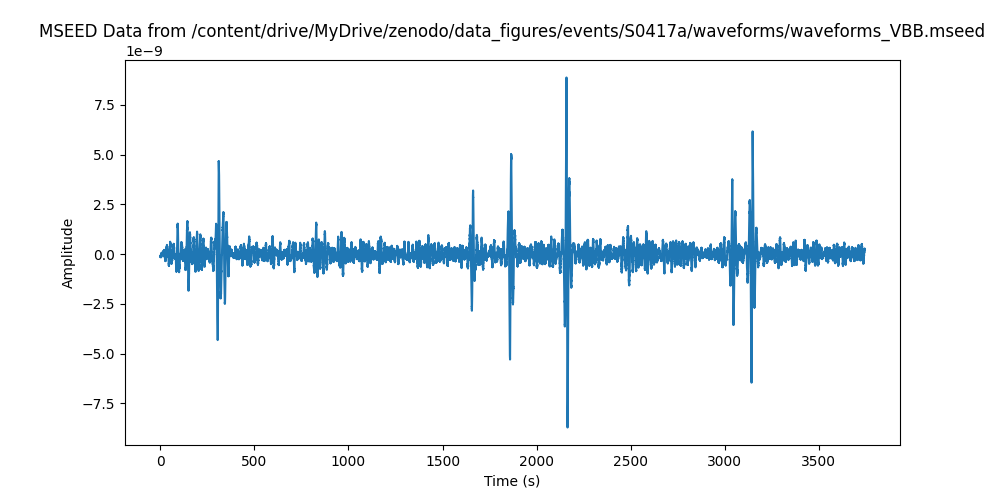 MSEED Data from /content/drive/MyDrive/zenodo/data_figures/events/S0417a/waveforms/waveforms_VBB.mseed
1e−9
7.5
5.0
2.5
0.0
−2.5
−5.0
−7.5
Amplitude
0 500 1000 1500 2000 2500 3000 3500
Time (s)